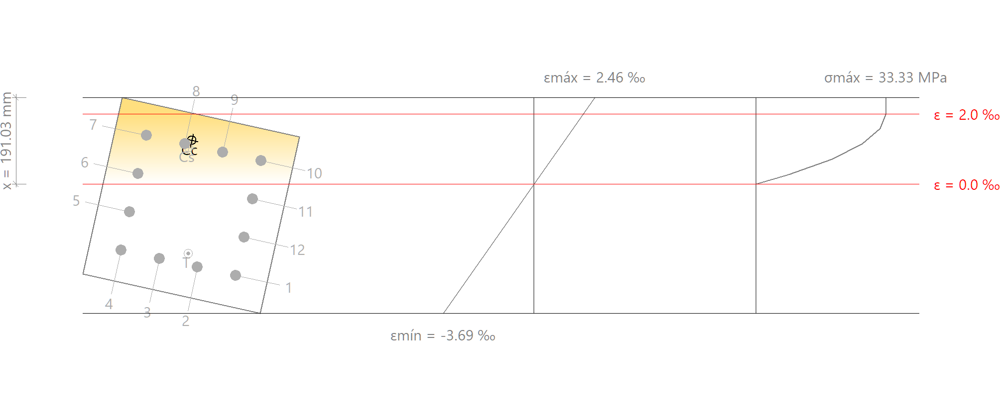 εmáx = 2.46 ‰
σmáx = 33.33 MPa
8
9
x = 191.03 mm
ε = 2.0 ‰
7
Cc
Cs
6
10
ε = 0.0 ‰
5
11
12
T
1
4
3
2
εmín = -3.69 ‰